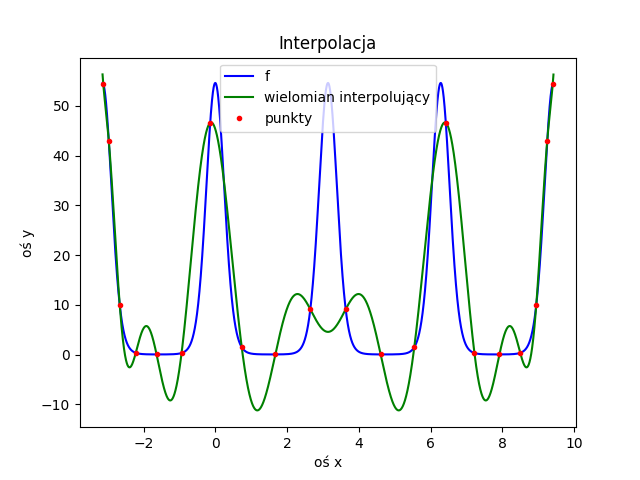 Interpolacja
f
wielomian interpolujący
punkty
oś y
50
40
30
20
10
0
−10
−2
0
2
4
6
8
10
oś x